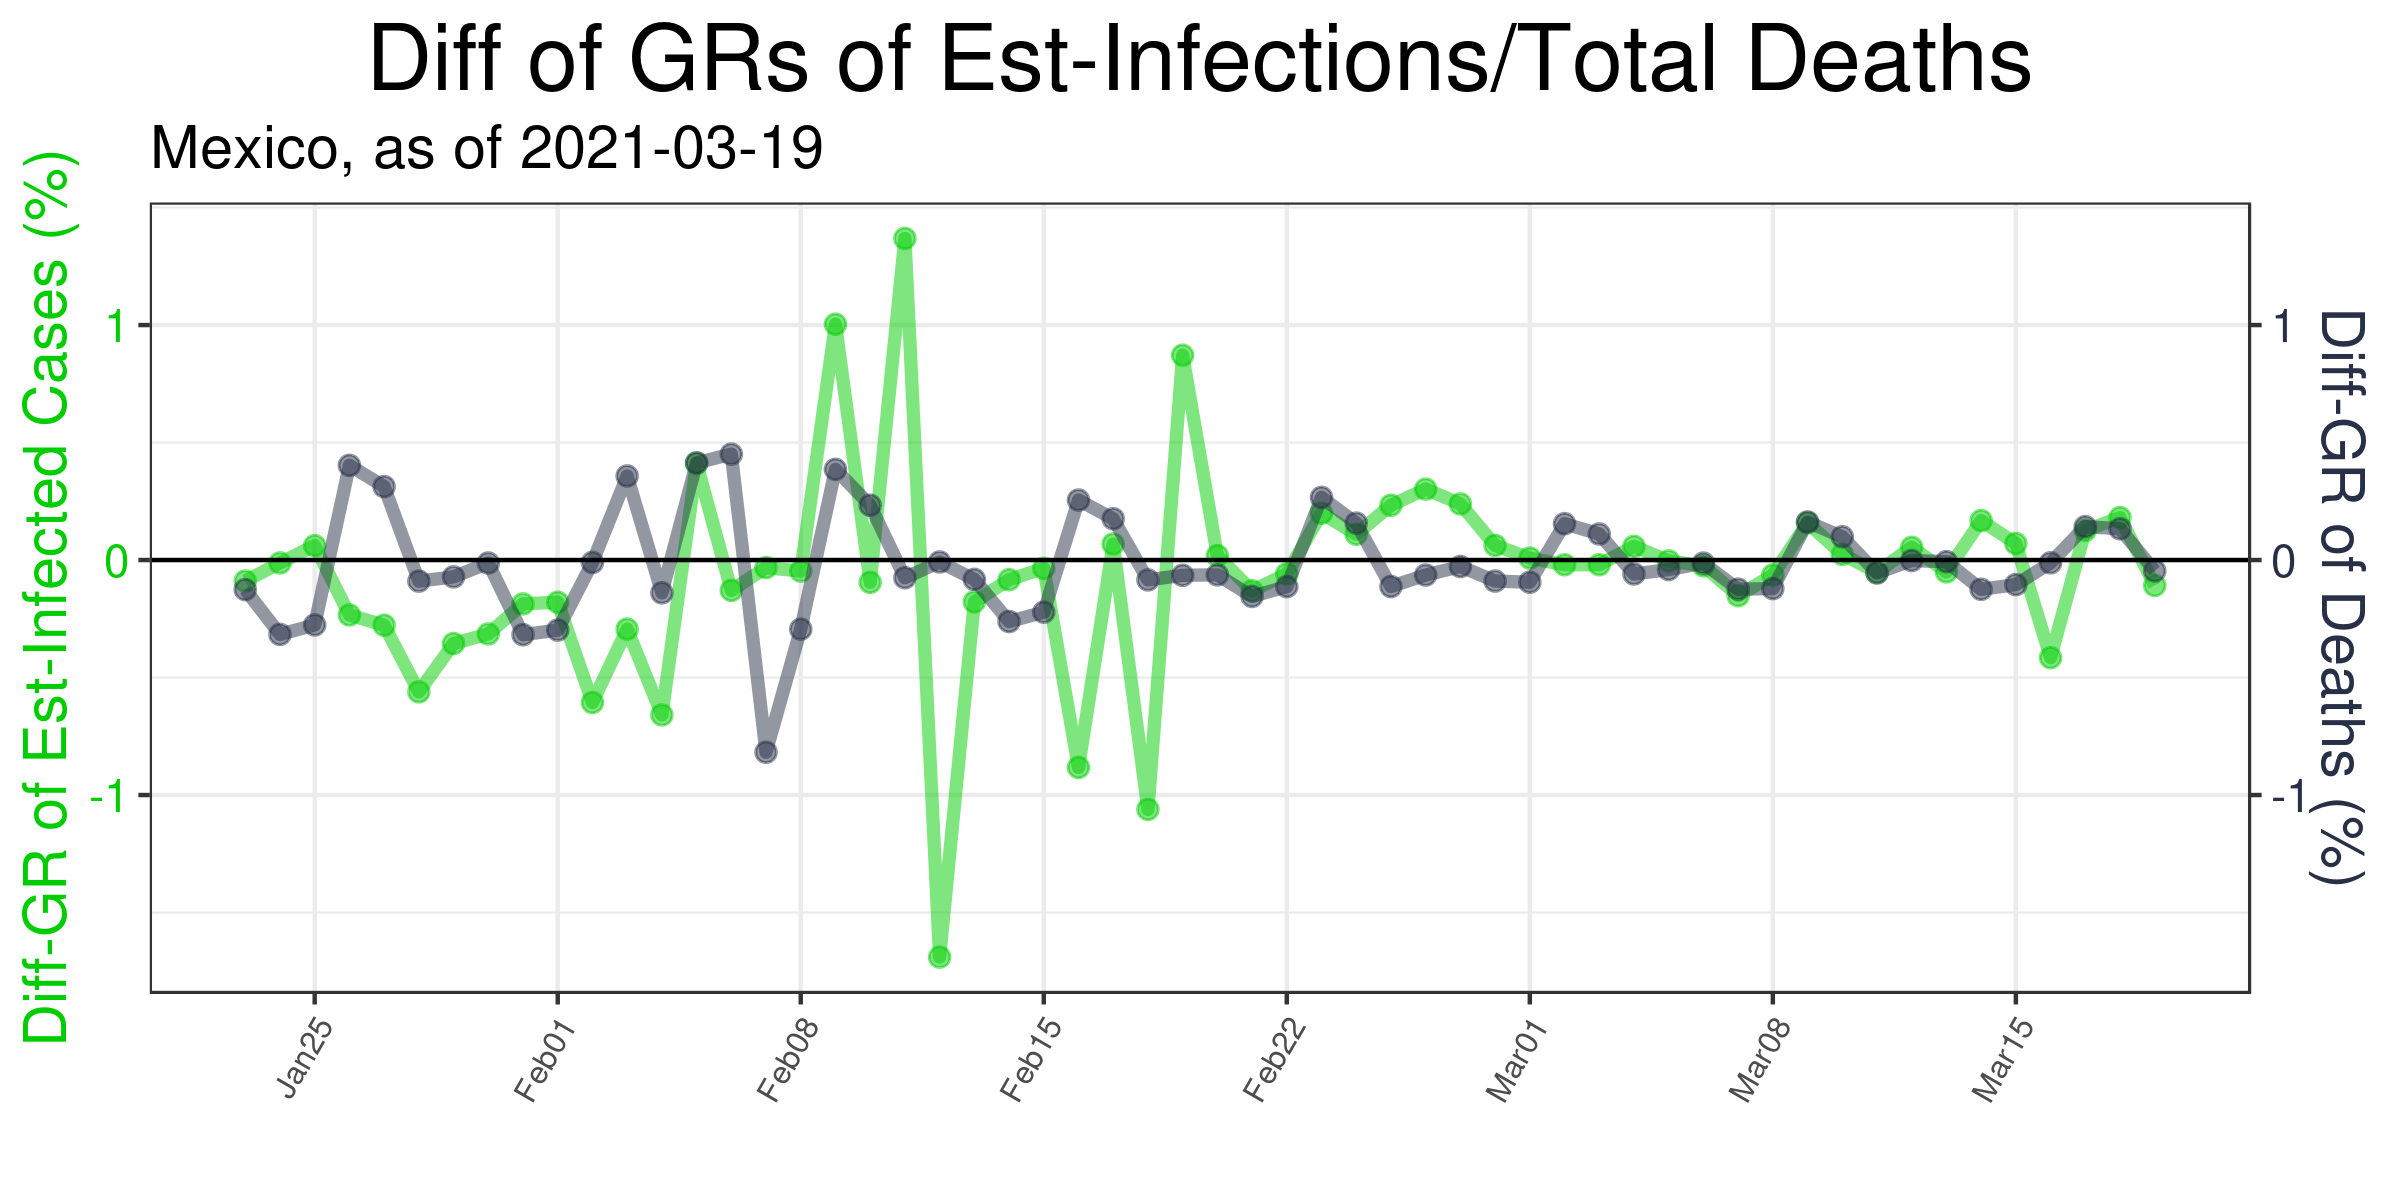 Diff of GRs of Est-Infections/Total Deaths
Mexico, as of 2021-03-19
Diff-GR of Est-Infected Cases (%)
1
0
-1
1
0
-1
Diff-GR of Deaths (%)
Jan25
Feb01
Feb08
Feb15
Feb22
Mar01
Mar08
Mar15